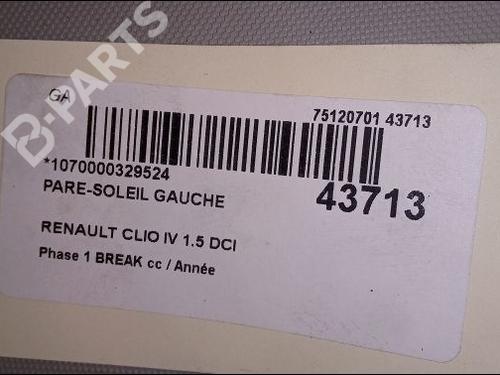 GA
B-PARTS
75120701 43713
*1070000329524
PARE-SOLEIL GAUCHE
43713
RENAULT CLIO IV 1.5 DCI
Phase 1 BREAK cc / Année